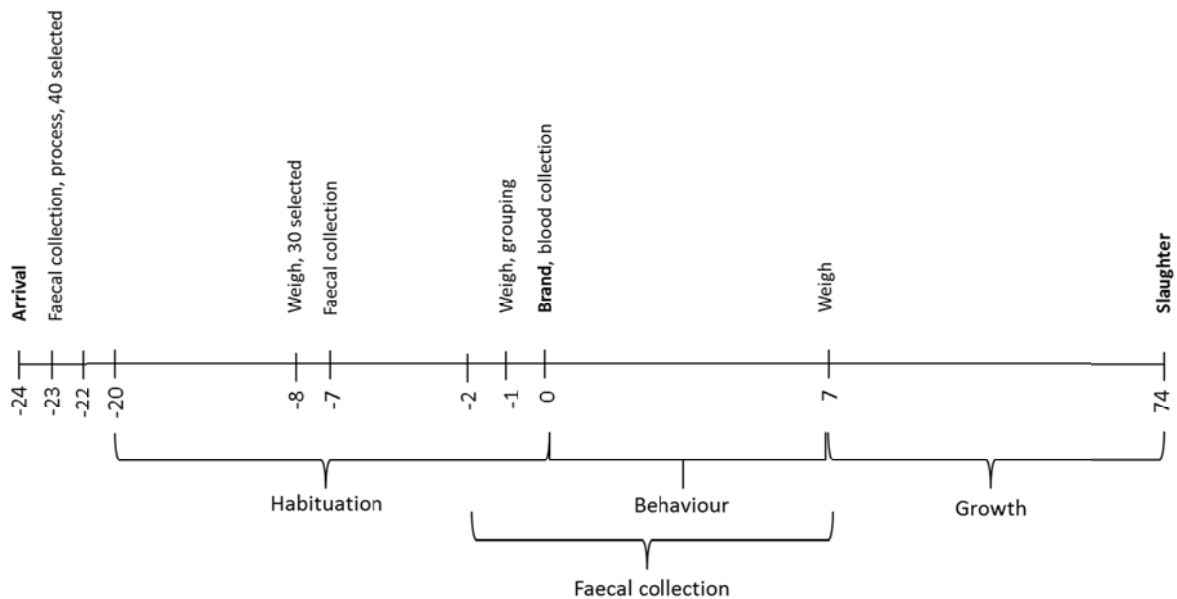 Arrival
Faecal collection, process, 40 selected
Weigh, 30 selected
Faecal collection
Weigh, grouping
Brand, blood collection
Weigh
Slaughter
-24
-23
-22
-20
-8
-7
-2
-1
0
7
74
Habituation
Behaviour
Growth
Faecal collection